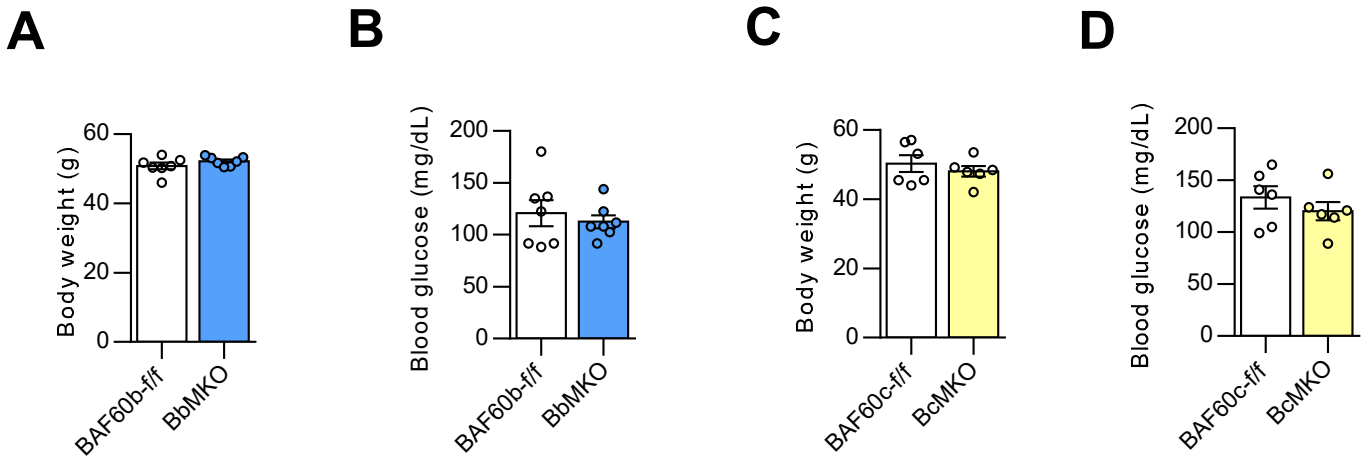 A
Body weight (g)
60
40
20
0
BAF60b-f/f
BbMKO
B
Blood glucose (mg/dL)
200
150
100
50
0
BAF60b-f/f
BbMKO
C
Body weight (g)
60
40
20
0
BAF60c-f/f
BcMKO
D
Blood glucose (mg/dL)
200
150
100
50
0
BAF60c-f/f
BcMKO